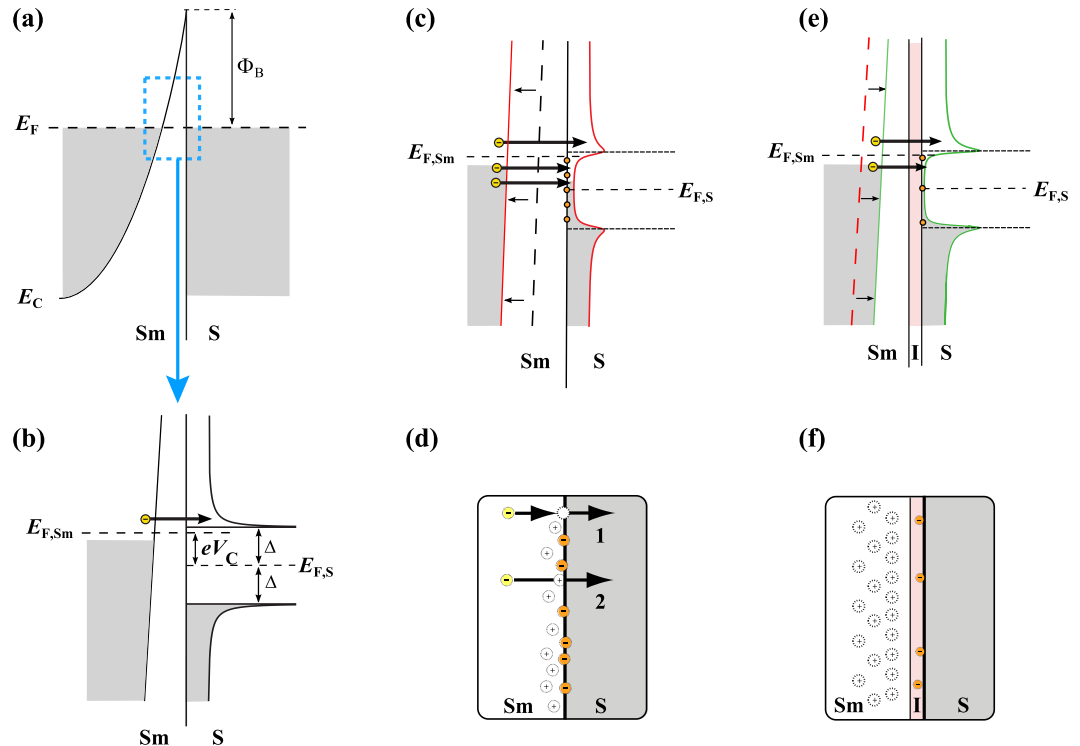 (a)
Φ_B
E_F
E_C
Sm S
(b)
E_F,Sm
eV_C
Δ
E_F,S
Δ
Sm S
(c)
E_F,Sm
E_F,S
Sm S
(d)
1
2
Sm S
(e)
E_F,Sm
E_F,S
Sm I S
(f)
Sm I S